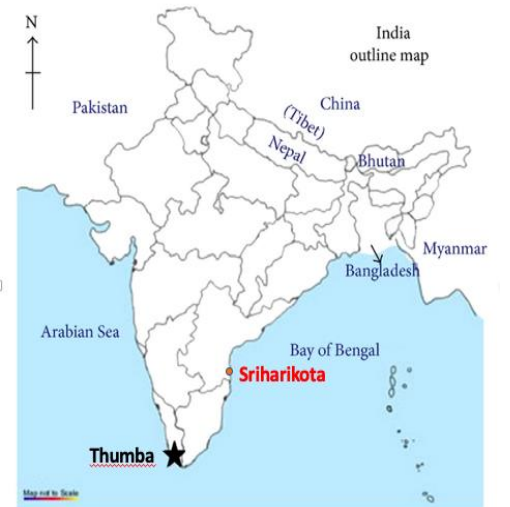 N
India
outline map
Pakistan
China
(Tibet)
Nepal
Bhutan
Myanmar
Bangladesh
Arabian Sea
Bay of Bengal
Sriharikota
Thumba
Map not to Scale